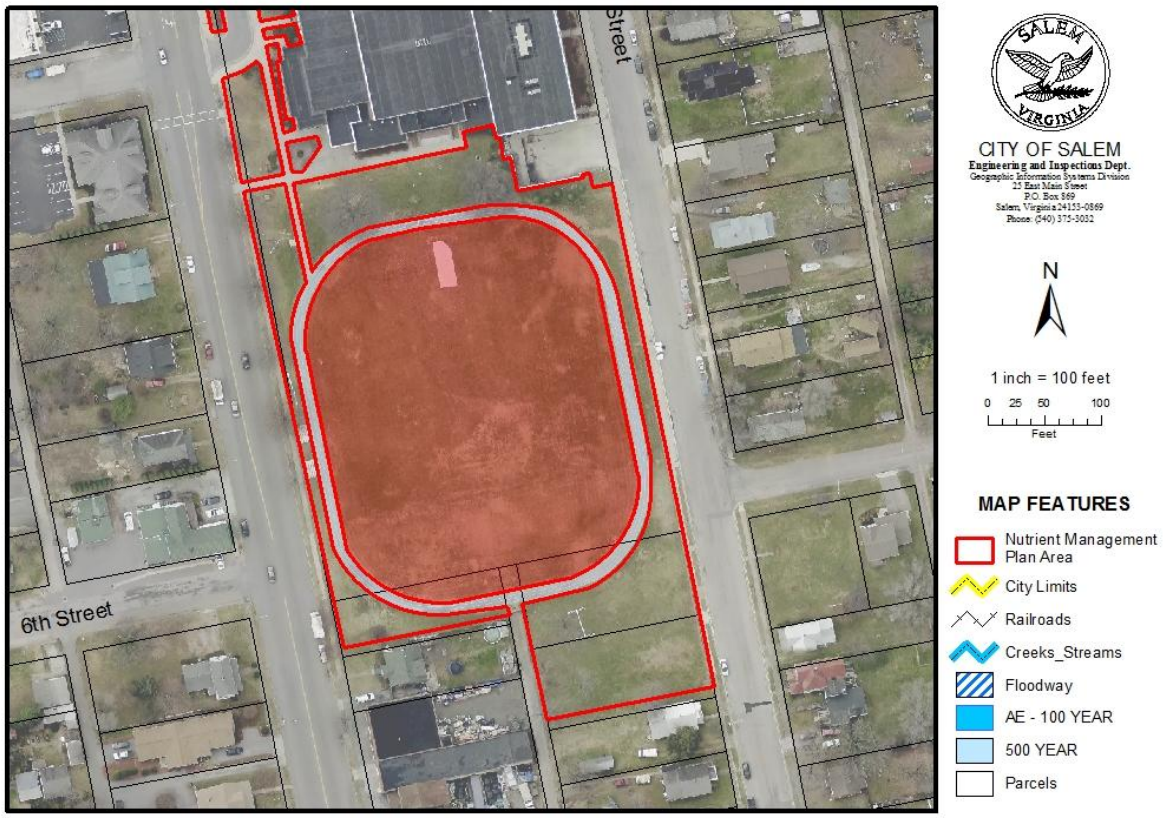 Street
6th Street
SALEM
VIRGINIA
CITY OF SALEM
Engineering and Inspections Dept.
Geographic Information Systems Division
25 East Main Street
P.O. Box 869
Salem, Virginia 24153-0869
Phone: (540) 375-3032
N
1 inch = 100 feet
0 25 50 100
Feet
MAP FEATURES
Nutrient Management
Plan Area
City Limits
Railroads
Creeks_Streams
Floodway
AE - 100 YEAR
500 YEAR
Parcels